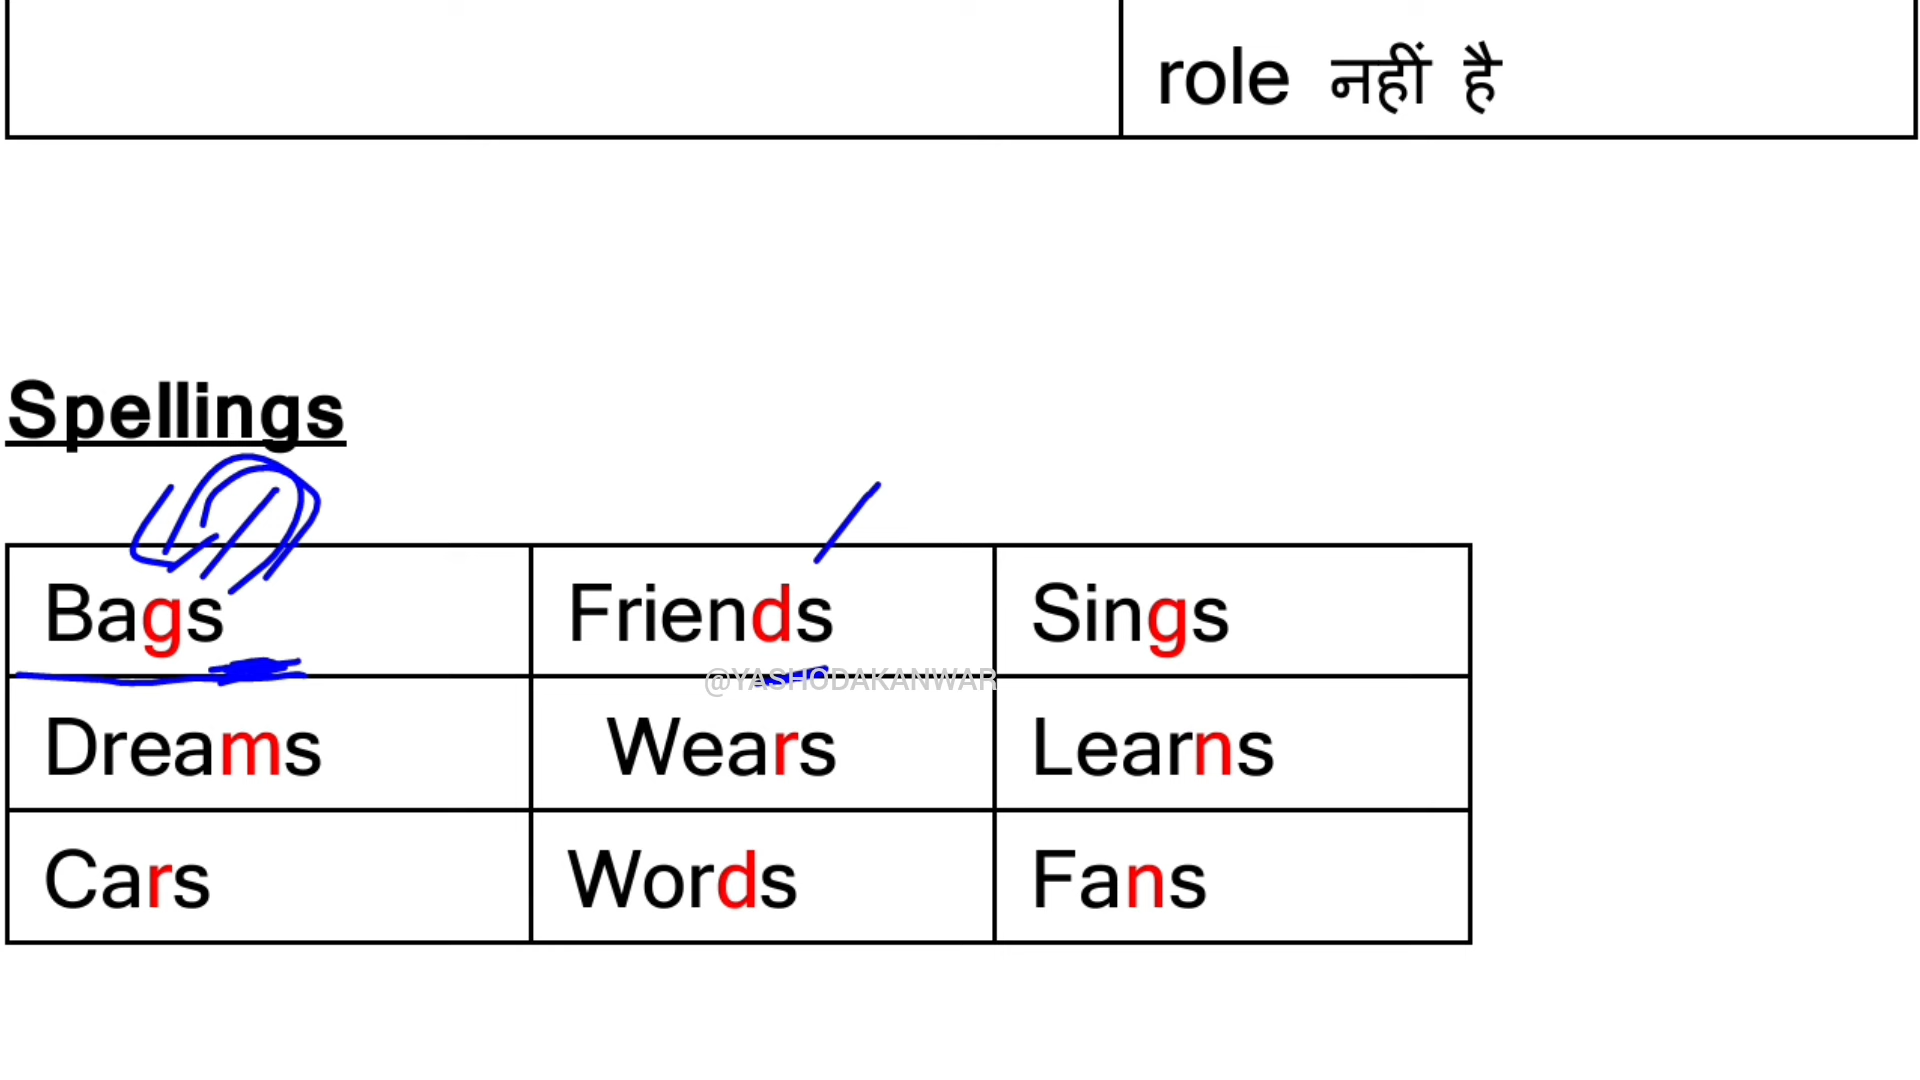 role नहीं है
Spellings
Bags Friends Sings
@YASHODAKANWAR
Dreams Wears Learns
Cars Words Fans